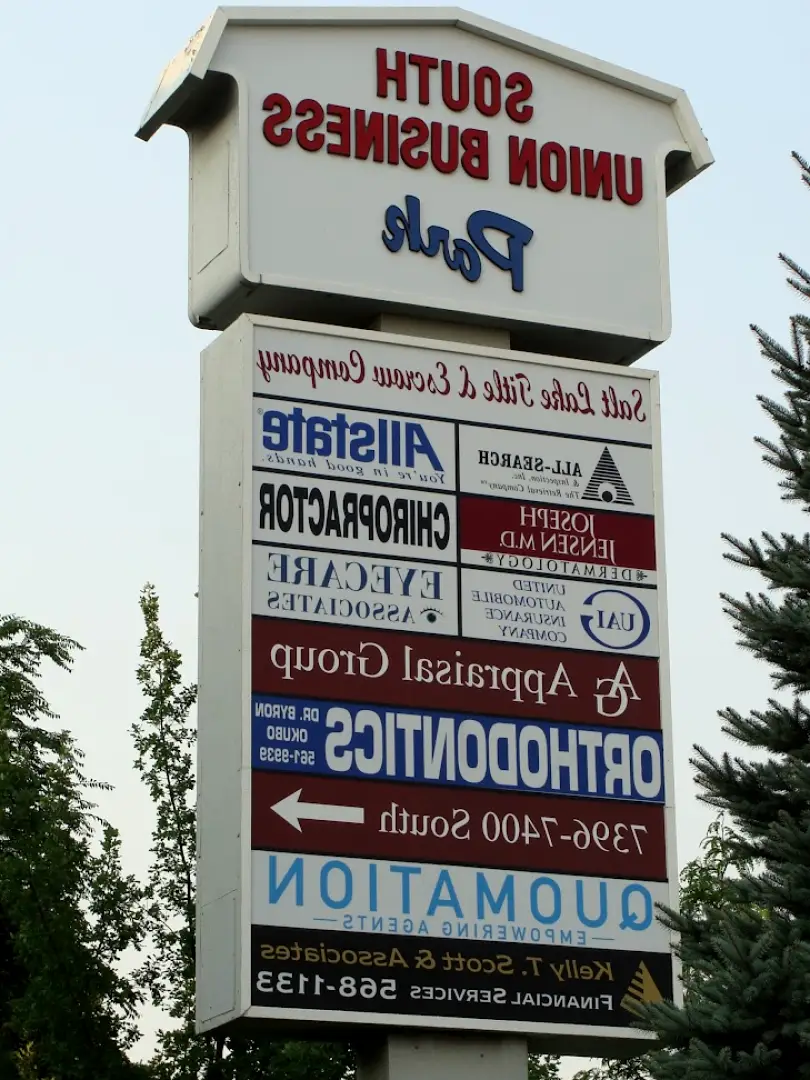 SOUTH
UNION BUSINESS
Park
Salt Lake Title & Escrow Company
ALL-SEARCH
& Inspection, Inc.
The Retrieval Company
Allstate®
You're in good hands.
JOSEPH
JENSEN M.D.
DERMATOLOGY
CHIROPRACTOR
UAI
UNITED
AUTOMOBILE
INSURANCE
COMPANY
EYECARE
ASSOCIATES
AG Appraisal Group
ORTHODONTICS
DR. BYRON
OKUBO
561-9939
7396-7400 South
QUOMATION
EMPOWERING AGENTS
Kelly T. Scott & Associates
FINANCIAL SERVICES 568-1133